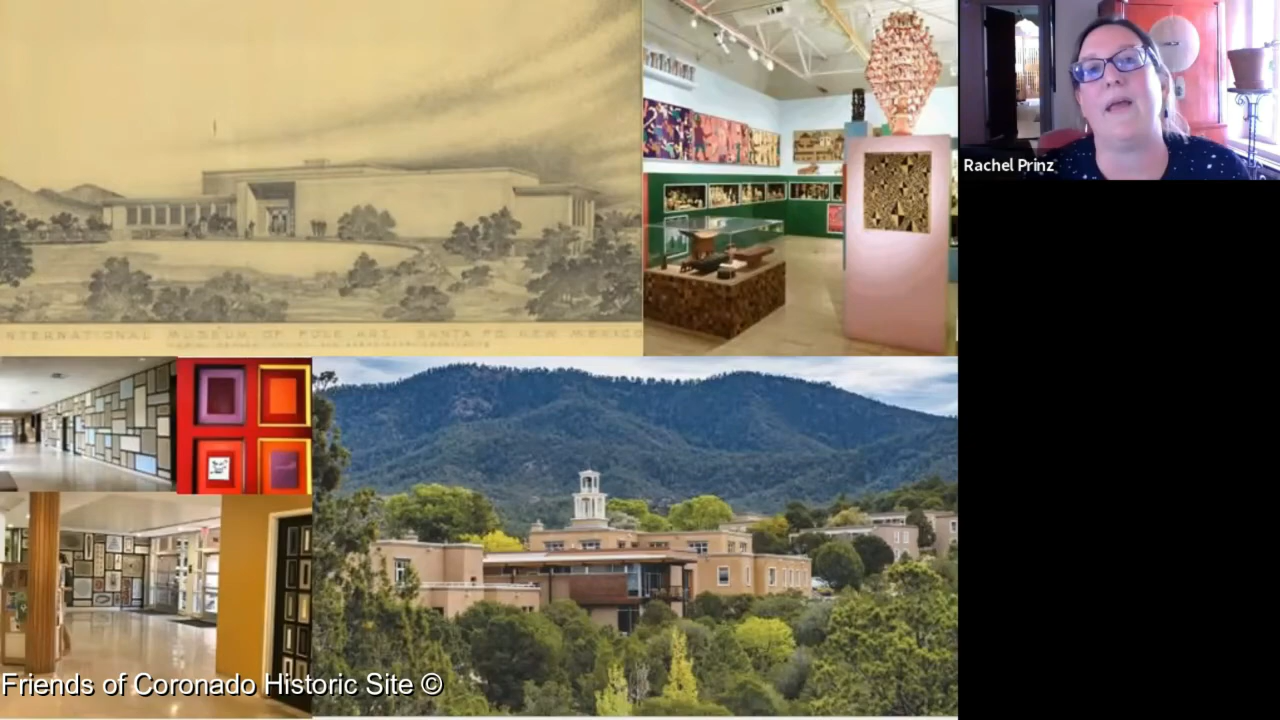 Rachel Prinz
INTERNATIONAL MUSEUM OF FOLK ART SANTA FE, NEW MEXICO
Friends of Coronado Historic Site ©